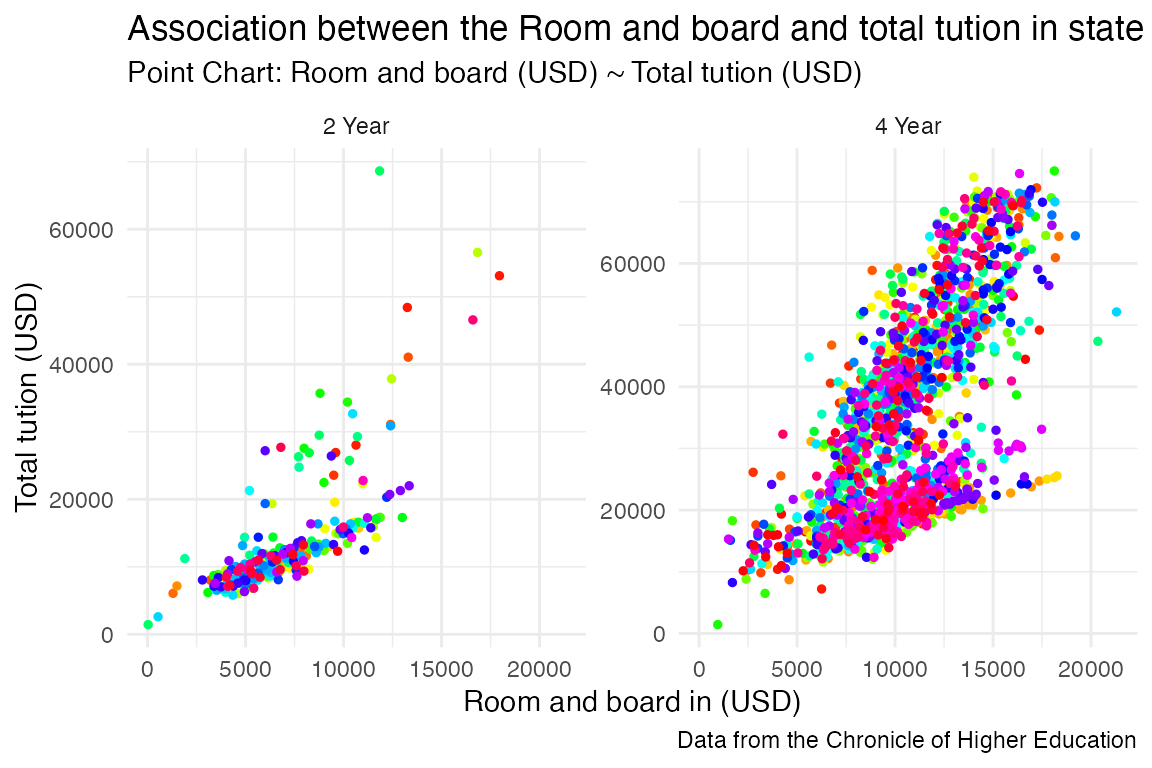 Association between the Room and board and total tution in state
Point Chart: Room and board (USD) ~ Total tution (USD)
2 Year
4 Year
Total tution (USD)
60000
40000
20000
0
60000
40000
20000
0
0 5000 10000 15000 20000
0 5000 10000 15000 20000
Room and board in (USD)
Data from the Chronicle of Higher Education